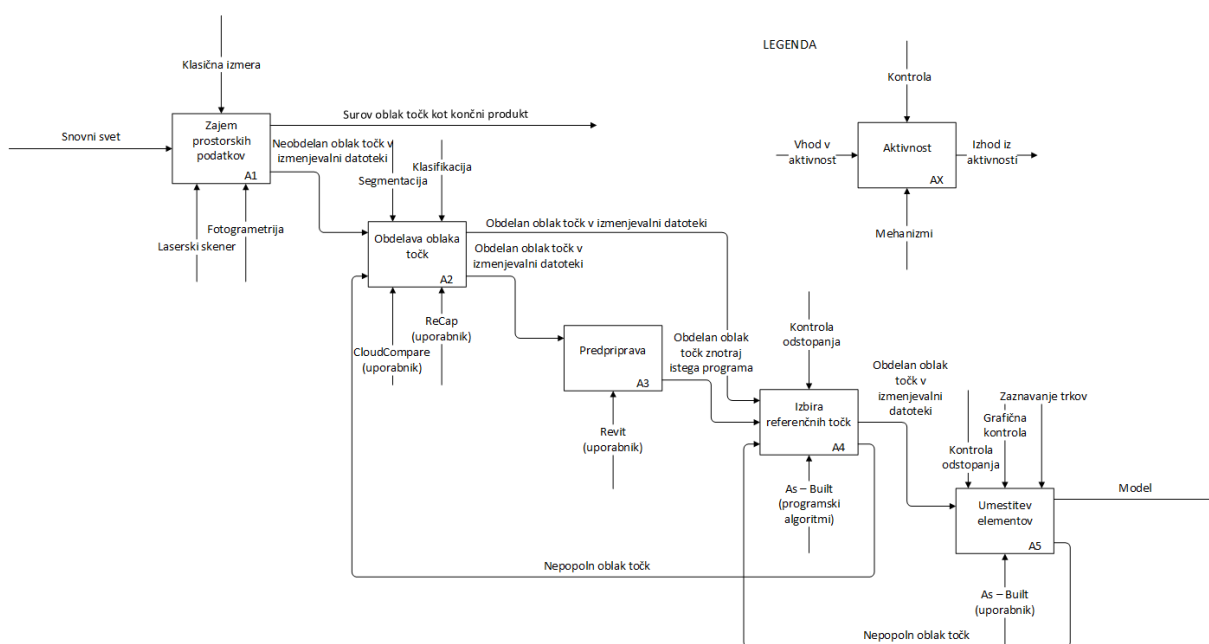 LEGENDA
Klasična izmera
Kontrola
Surov oblak točk kot končni produkt
Snovni svet
Zajem
prostorskih
podatkov
A1
Neobdelan oblak točk v
izmenjevalni datoteki
Vhod v
aktivnost
Aktivnost
AX
Izhod iz
aktivnosti
Mehanizmi
Klasifikacija
Segmentacija
Fotogrametrija
Laserski skener
Obdelava oblaka
točk
A2
Obdelan oblak točk v izmenjevalni datoteki
Obdelan oblak točk v
izmenjevalni datoteki
ReCap
(uporabnik)
CloudCompare
(uporabnik)
Predpriprava
A3
Obdelan oblak
točk znotraj
istega programa
Kontrola
odstopanja
Revit
(uporabnik)
Izbira
referenčnih točk
A4
Obdelan oblak
točk v
izmenjevalni
datoteki
Zaznavanje trkov
Grafična
kontrola
Kontrola
odstopanja
As – Built
(programski
algoritmi)
Umestitev
elementov
A5
Model
Nepopoln oblak točk
As – Built
(uporabnik)
Nepopoln oblak točk